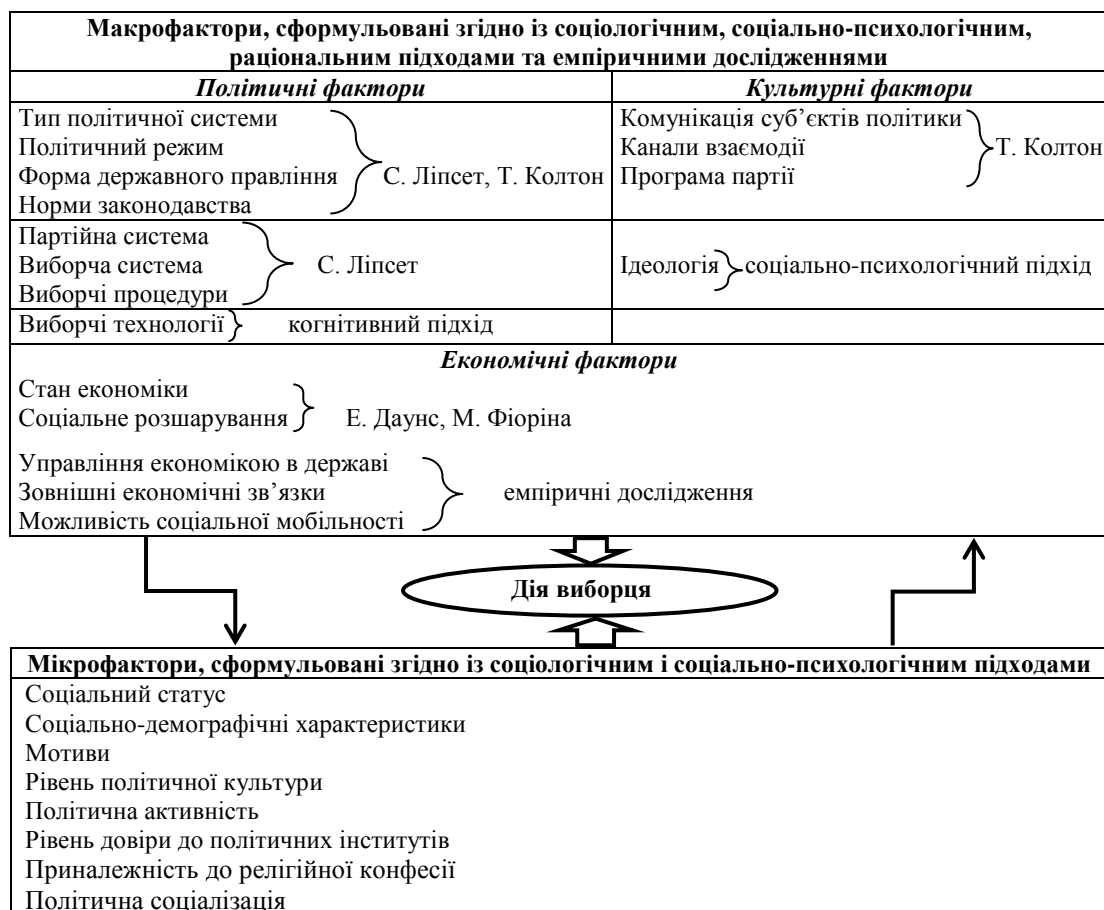 Макрофактори, сформульовані згідно із соціологічним, соціально-психологічним,
раціональним підходами та емпіричними дослідженнями
Політичні фактори
Культурні фактори
Тип політичної системи
Політичний режим
Форма державного правління
Норми законодавства
С. Ліпсет, Т. Колтон
Комунікація суб’єктів політики
Канали взаємодії
Програма партії
Т. Колтон
Партійна система
Виборча система
Виборчі процедури
С. Ліпсет
Ідеологія
соціально-психологічний підхід
Виборчі технології
когнітивний підхід
Економічні фактори
Стан економіки
Соціальне розшарування
Е. Даунс, М. Фіоріна
Управління економікою в державі
Зовнішні економічні зв’язки
Можливість соціальної мобільності
емпіричні дослідження
Дія виборця
Мікрофактори, сформульовані згідно із соціологічним і соціально-психологічним підходами
Соціальний статус
Соціально-демографічні характеристики
Мотиви
Рівень політичної культури
Політична активність
Рівень довіри до політичних інститутів
Приналежність до релігійної конфесії
Політична соціалізація